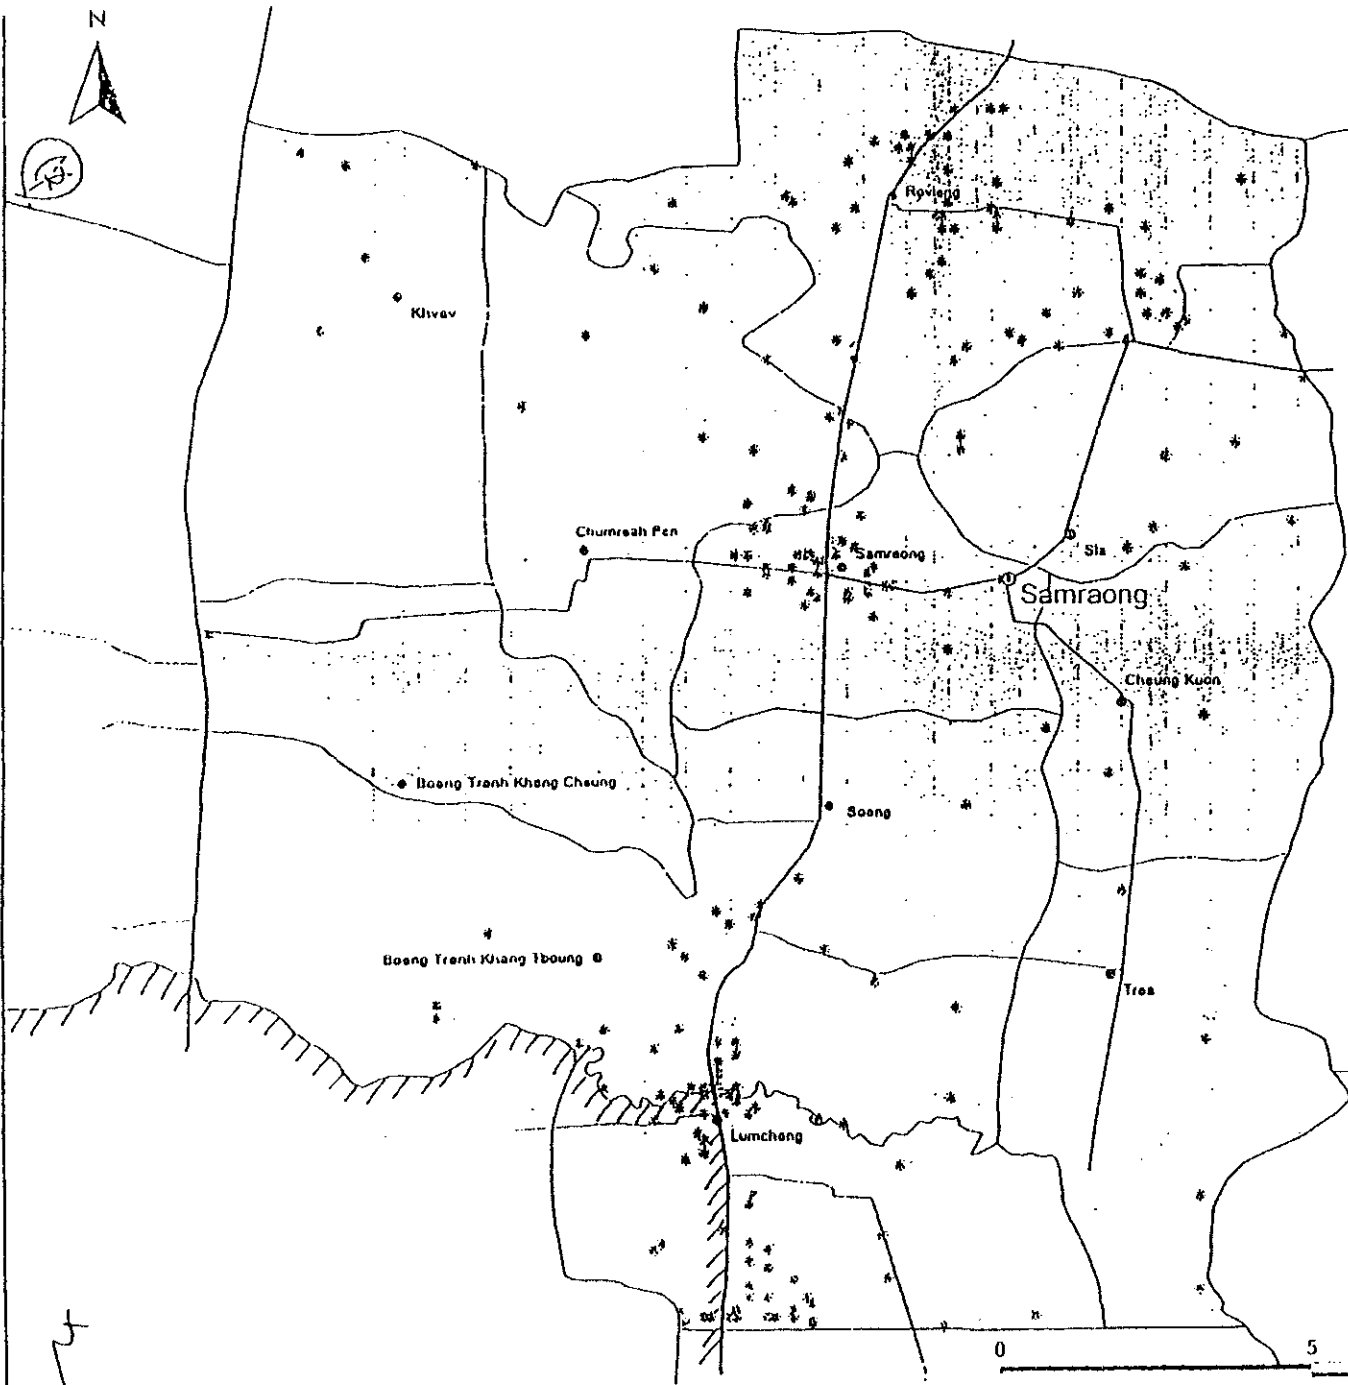 N
Rovieng
Khvav
Chumreah Pen
Samraong
Sla
Samraong
Cheung Kuon
Boeng Tranh Khang Cheung
Soeng
Boeng Tranh Khang Tboung
Trea
Lumchang
0 5